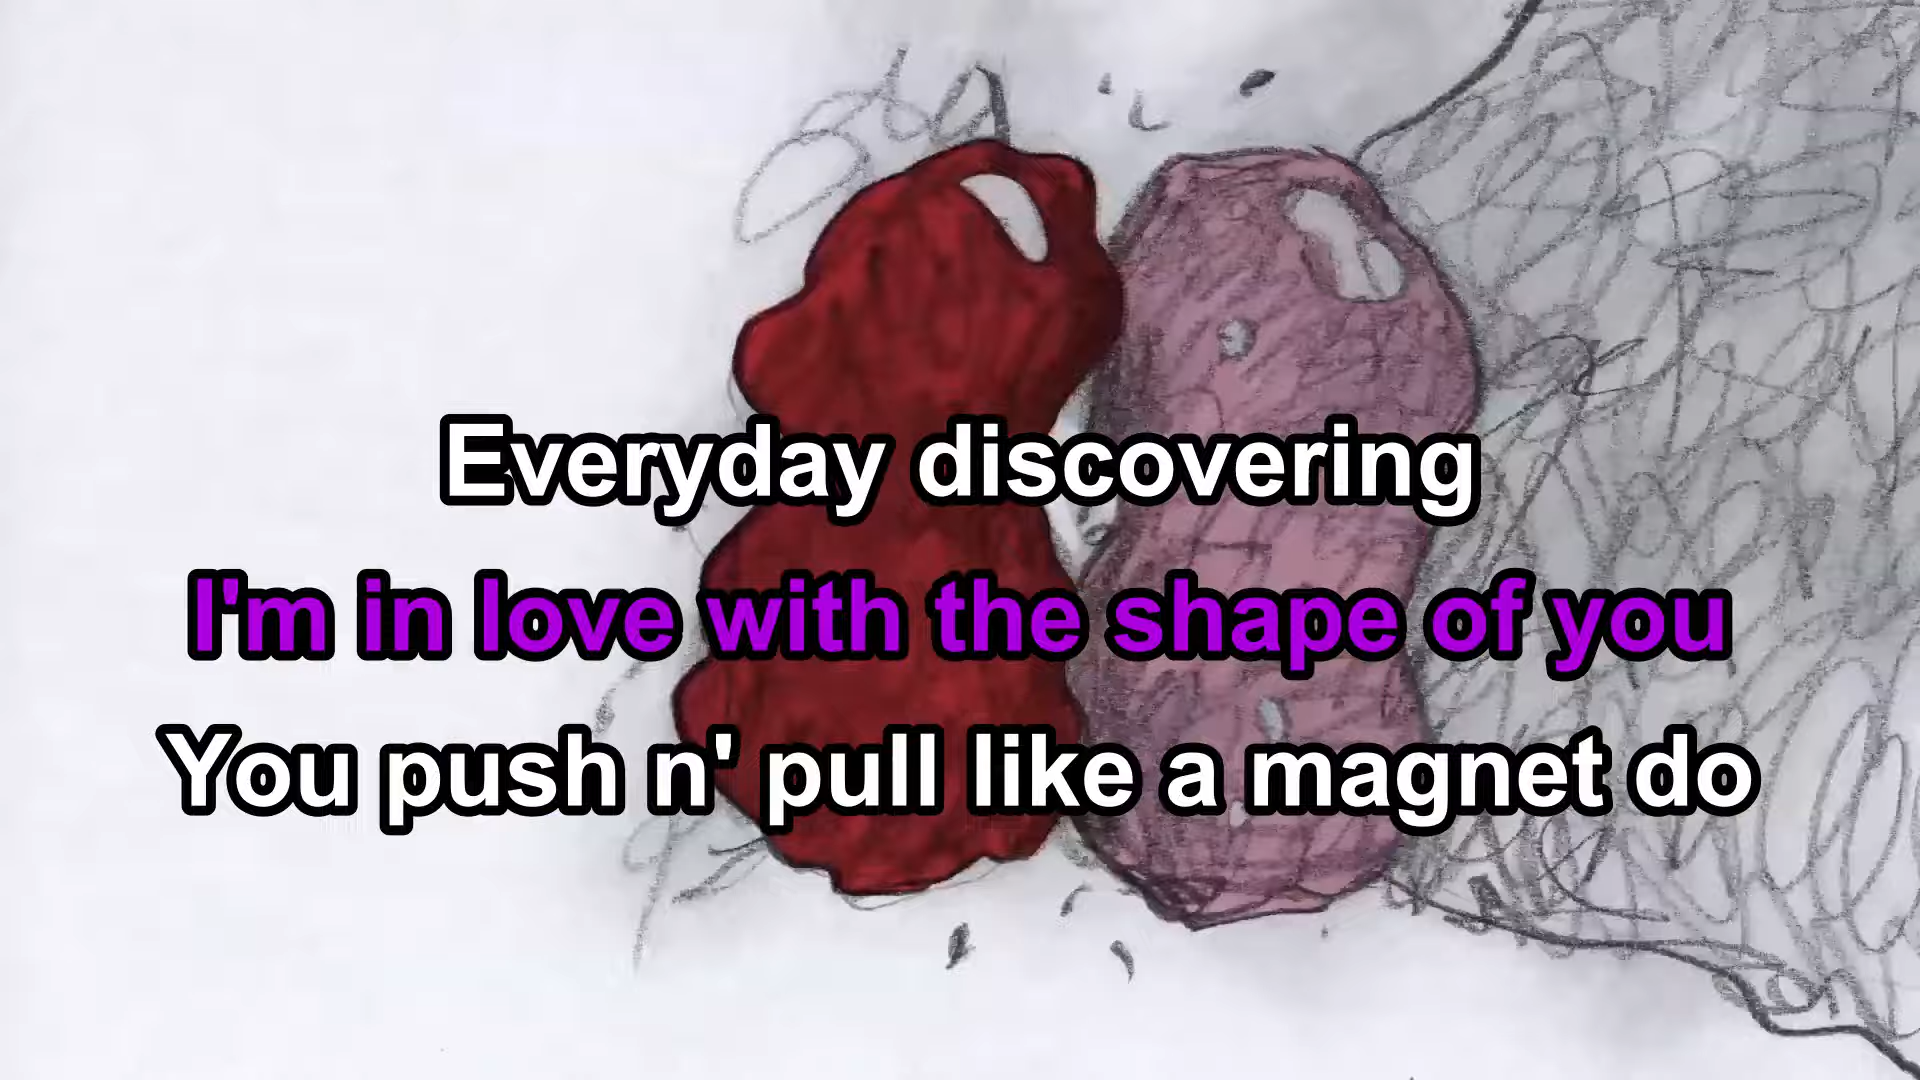 Everyday discovering
I'm in love with the shape of you
You push n' pull like a magnet do